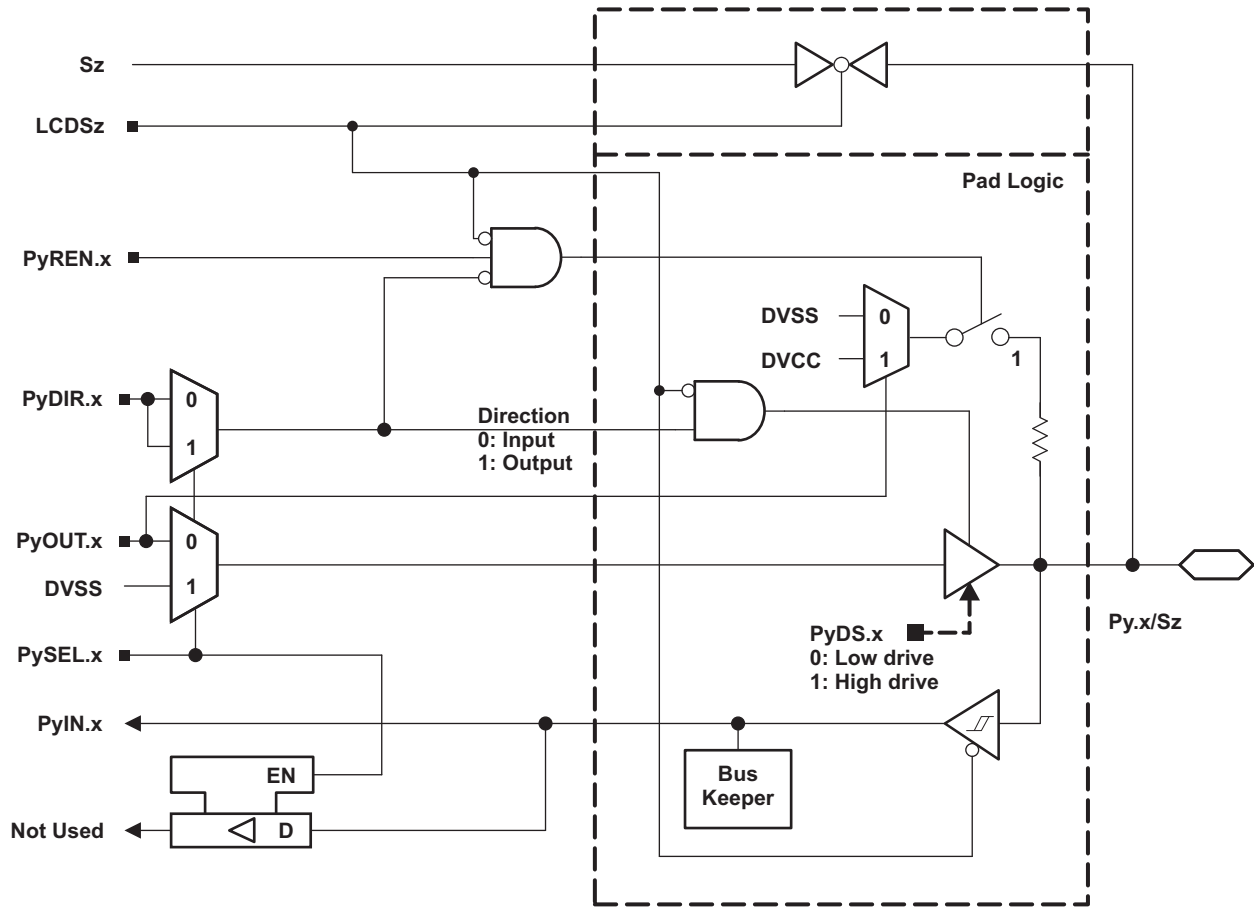 Sz
LCDSz
Pad Logic
PyREN.x
DVSS
0
DVCC
1
1
PyDIR.x
0
1
Direction
0: Input
1: Output
PyOUT.x
0
DVSS
1
PyDS.x
0: Low drive
1: High drive
Py.x/Sz
PySEL.x
PyIN.x
EN
Bus
Keeper
Not Used
D